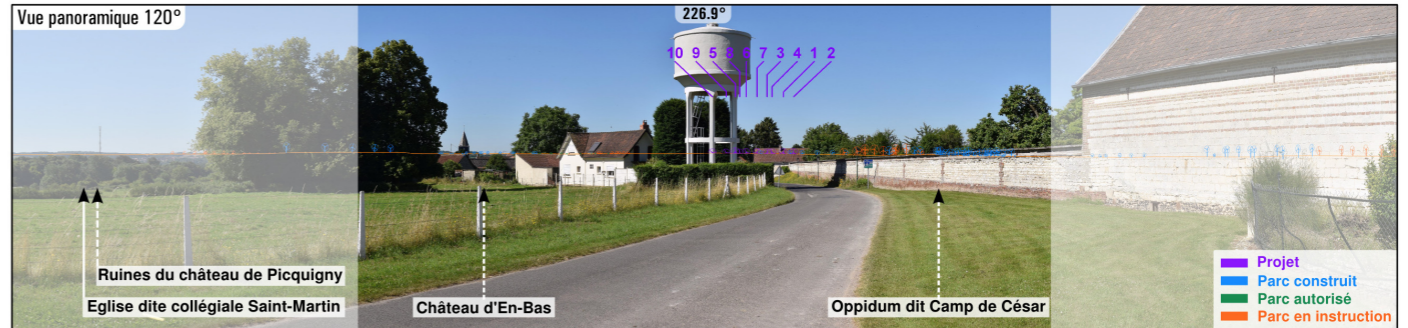 Vue panoramique 120°
226.9°
10 9 5 8 6 7 3 4 1 2
Ruines du château de Picquigny
Eglise dite collégiale Saint-Martin
Château d'En-Bas
Oppidum dit Camp de César
Projet
Parc construit
Parc autorisé
Parc en instruction